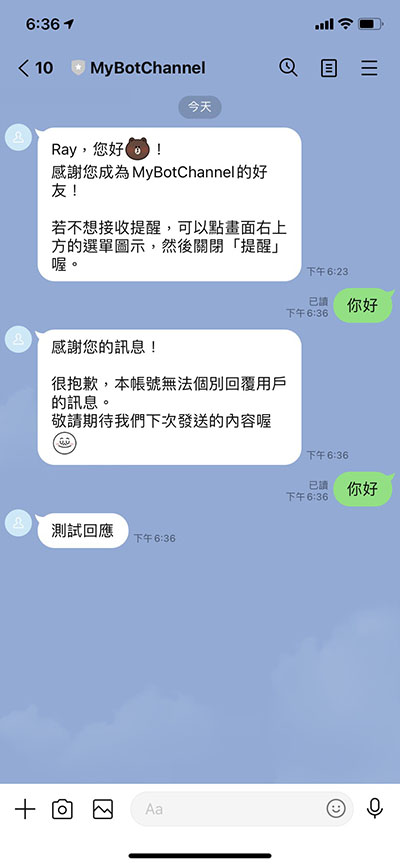 6:36
10
MyBotChannel
今天
Ray，您好！
感謝您成為MyBotChannel的好
友！
若不想接收提醒，可以點畫面右上
方的選單圖示，然後關閉「提醒」
喔。
下午6:23
已讀
下午6:36
你好
感謝您的訊息！
很抱歉，本帳號無法個別回覆用戶
的訊息。
敬請期待我們下次發送的內容喔
下午6:36
已讀
下午6:36
你好
測試回應
下午6:36
Aa